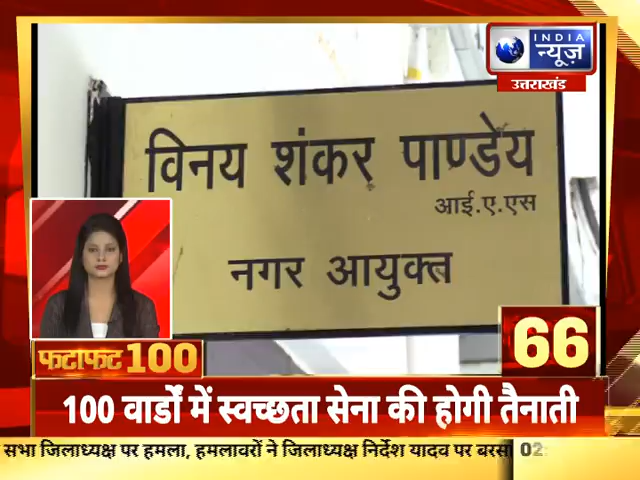 INDIA
न्यूज़
उत्तराखंड
विनय शंकर पाण्डेय
आई.ए.एस
नगर आयुक्त
फटाफट 100
66
100 वार्डों में स्वच्छता सेना की होगी तैनाती
सभा जिलाध्यक्ष पर हमला, हमलावरों ने जिलाध्यक्ष निर्देश यादव पर बरसा
02: